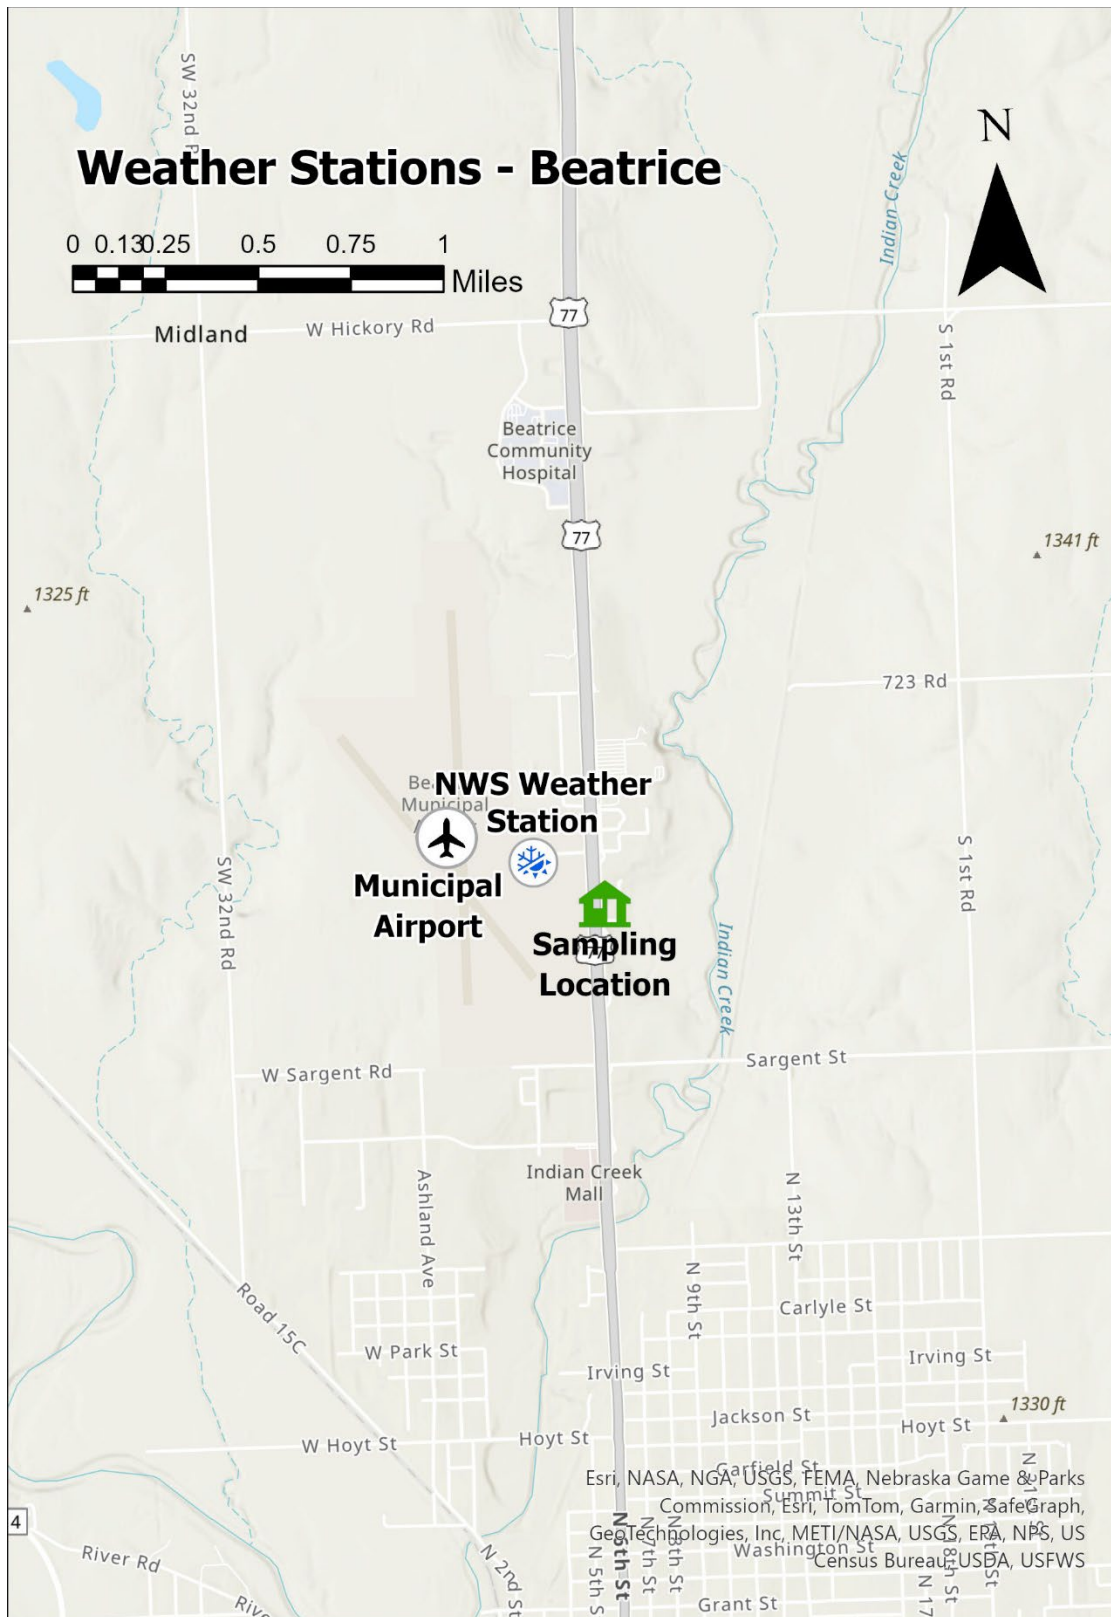 SW 32nd R
Weather Stations - Beatrice
N
Indian Creek
0 0.13 0.25 0.5 0.75 1
Miles
77
Midland
W Hickory Rd
S 1st Rd
Beatrice
Community
Hospital
77
1341 ft
1325 ft
723 Rd
Municipal
NWS Weather
Station
Municipal
Airport
SW 32nd Rd
S 1st Rd
Sampling
Location
77
Indian Creek
W Sargent Rd
Sargent St
Indian Creek
Mall
Ashland Ave
N 13th St
N 9th St
Road 15C
Carlyle St
W Park St
Irving St
Irving St
1330 ft
Jackson St
Hoyt St
W Hoyt St
Hoyt St
Garfield St
Summit St
Washington St
Esri, NASA, NGA, USGS, FEMA, Nebraska Game & Parks
Commission, Esri, TomTom, Garmin, SafeGraph,
GeoTechnologies, Inc, METI/NASA, USGS, EPA, NPS, US
Census Bureau, USDA, USFWS
4
River Rd
N 2nd St
N 5th S
N 6th St
N 7th St
N 8th St
N 18th St
N 17
Grant St